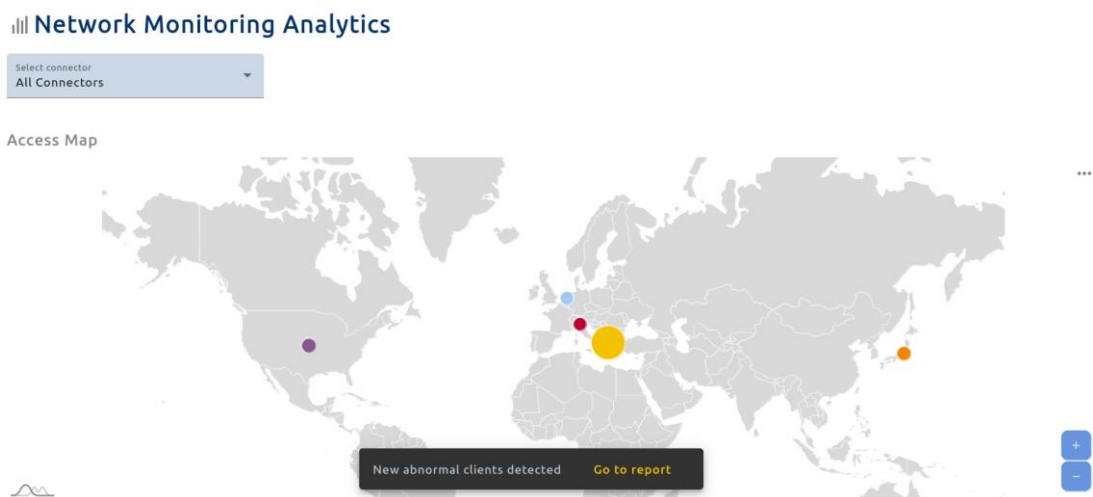 Network Monitoring Analytics
Select connector
All Connectors
Access Map
New abnormal clients detected Go to report
+
−